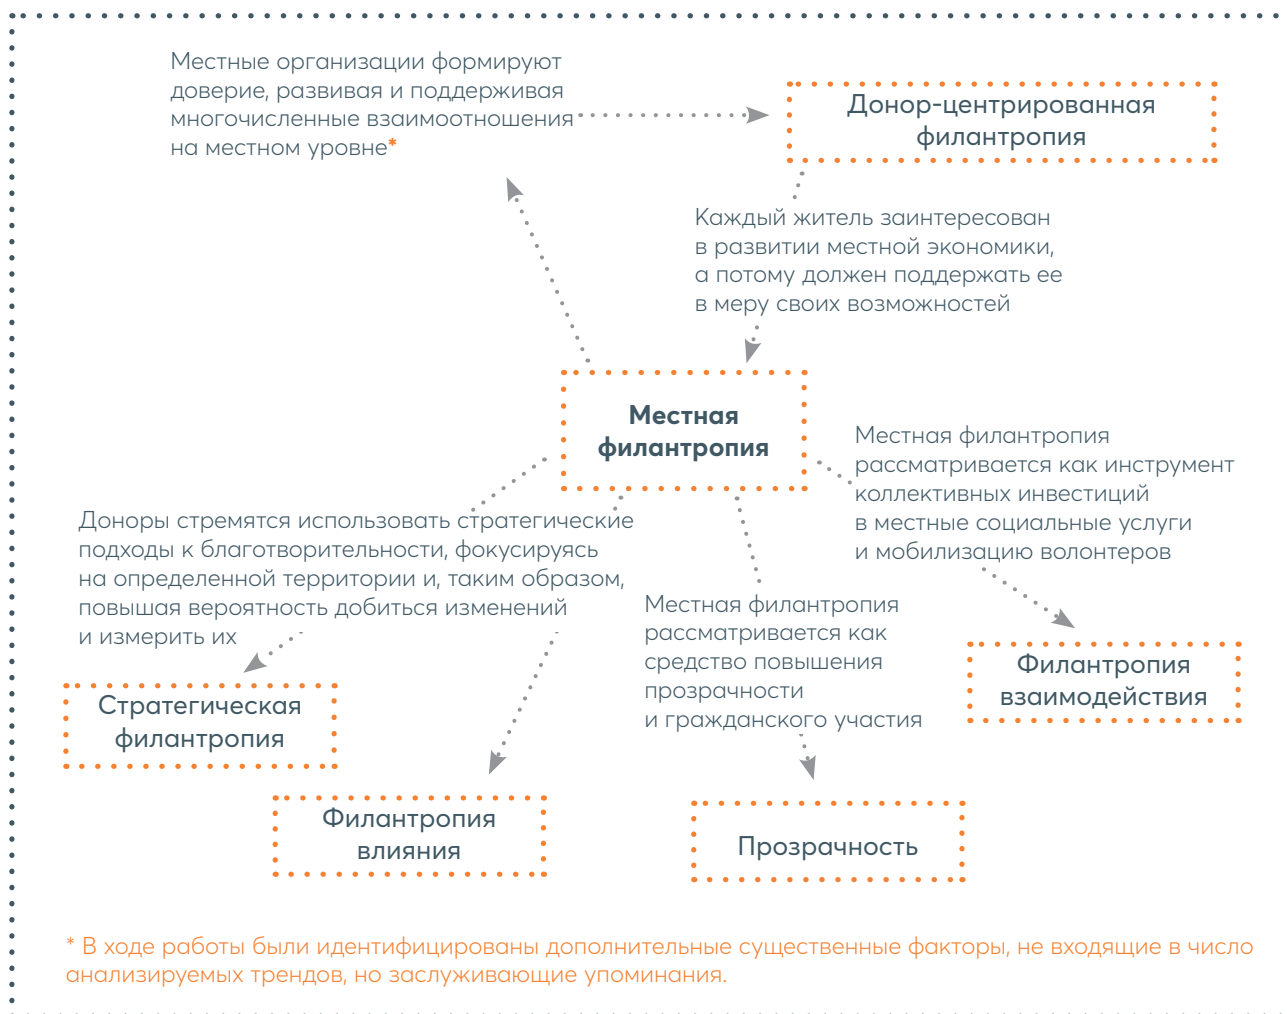 Местные организации формируют
доверие, развивая и поддерживая
многочисленные взаимоотношения
на местном уровне*
Донор-центрированная
филантропия
Каждый житель заинтересован
в развитии местной экономики,
а потому должен поддержать ее
в меру своих возможностей
Местная
филантропия
Местная филантропия
рассматривается как инструмент
коллективных инвестиций
в местные социальные услуги
и мобилизацию волонтеров
Доноры стремятся использовать стратегические
подходы к благотворительности, фокусируясь
на определенной территории и, таким образом,
повышая вероятность добиться изменений
и измерить их
Местная филантропия
рассматривается как
средство повышения
прозрачности
и гражданского участия
Филантропия
взаимодействия
Стратегическая
филантропия
Филантропия
влияния
Прозрачность
* В ходе работы были идентифицированы дополнительные существенные факторы, не входящие в число
анализируемых трендов, но заслуживающие упоминания.